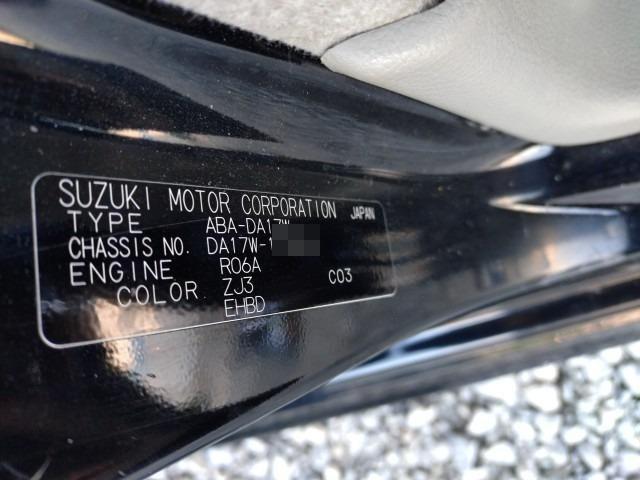 SUZUKI MOTOR CORPORATION JAPAN
TYPE ABA-DA17W
CHASSIS NO. DA17W-1
ENGINE R06A
COLOR ZJ3 C03
EHBD